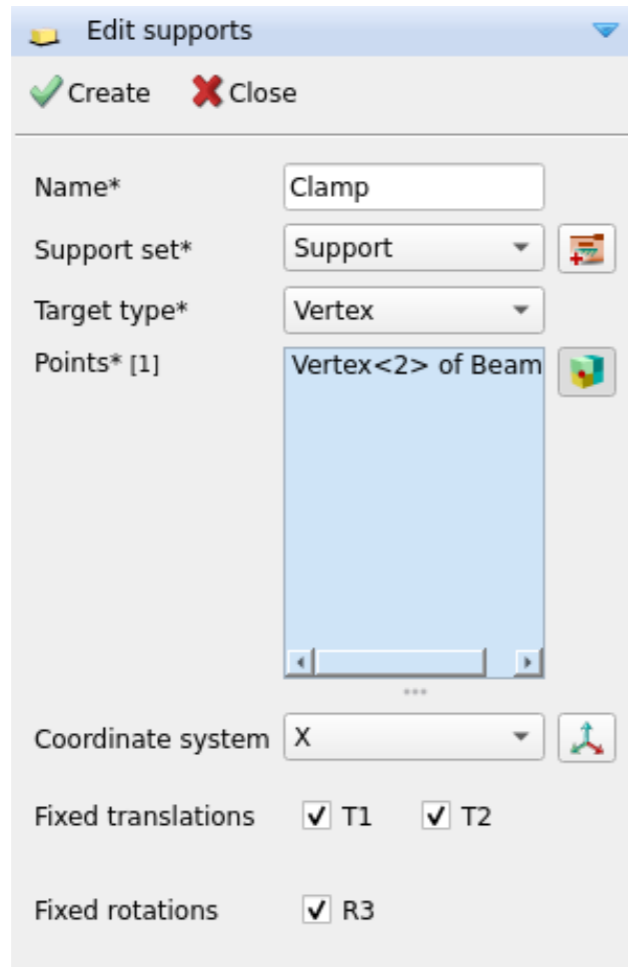 Edit supports
Create Close
Name* Clamp
Support set* Support
Target type* Vertex
Points* [1] Vertex<2> of Beam
Coordinate system X
Fixed translations T1 T2
Fixed rotations R3